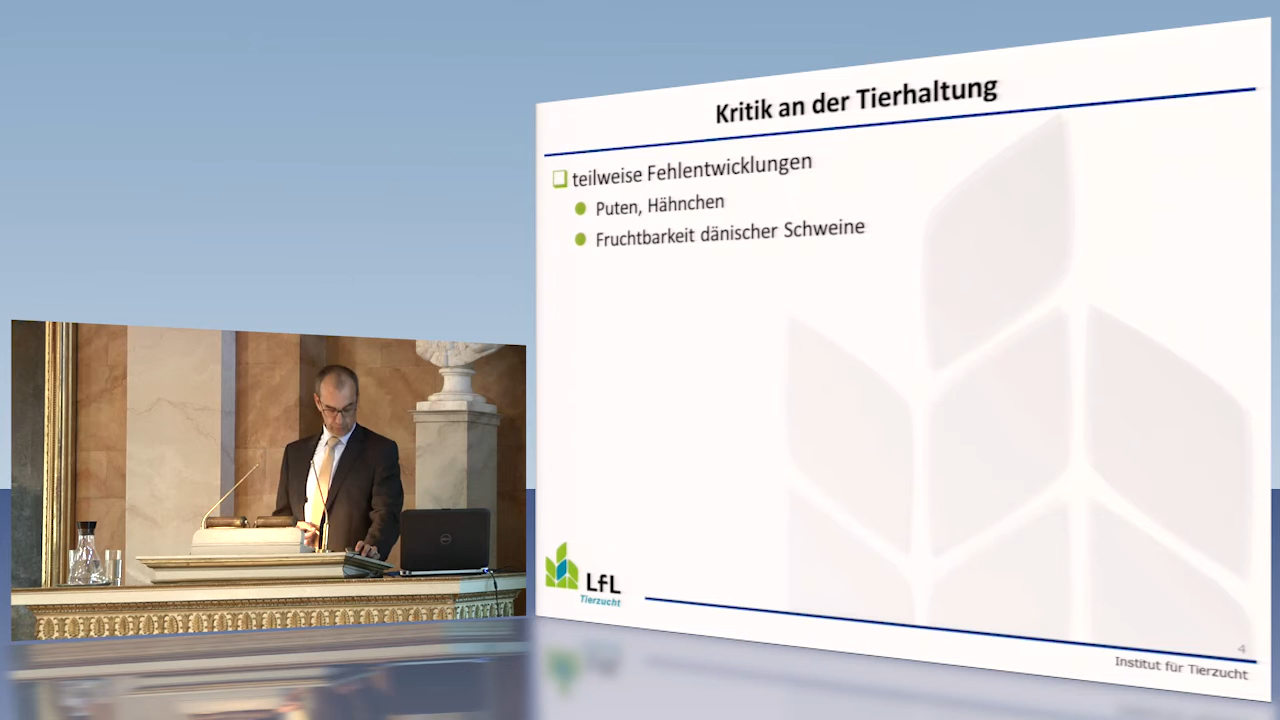 Kritik an der Tierhaltung
teilweise Fehlentwicklungen
Puten, Hähnchen
Fruchtbarkeit dänischer Schweine
LfL
Tierzucht
4
Institut für Tierzucht